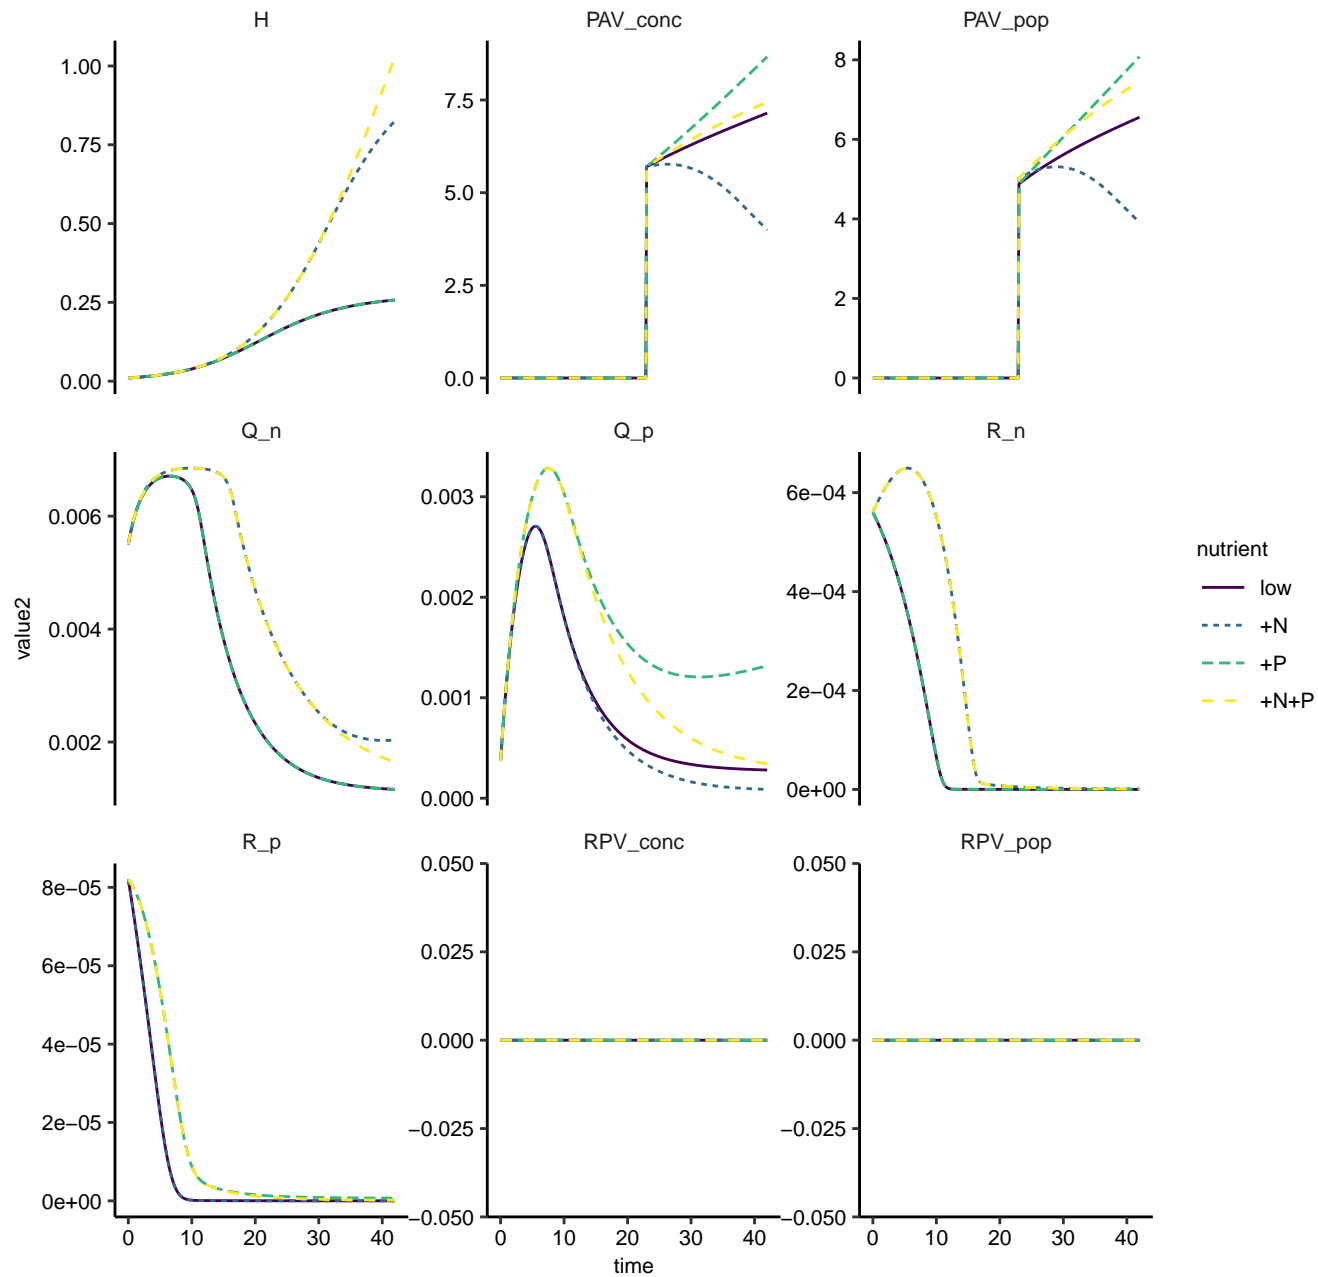 H PAV_conc PAV_pop
1.00
0.75
0.50
0.25
0.00
7.5
5.0
2.5
0.0
8
6
4
2
0
Q_n Q_p R_n
0.006
0.004
0.002
0.003
0.002
0.001
0.000
6e−04
4e−04
2e−04
0e+00
R_p RPV_conc RPV_pop
8e−05
6e−05
4e−05
2e−05
0e+00
0.050
0.025
0.000
−0.025
−0.050
0.050
0.025
0.000
−0.025
−0.050
0 10 20 30 40
0 10 20 30 40
0 10 20 30 40
time
value2
nutrient
low
+N
+P
+N+P